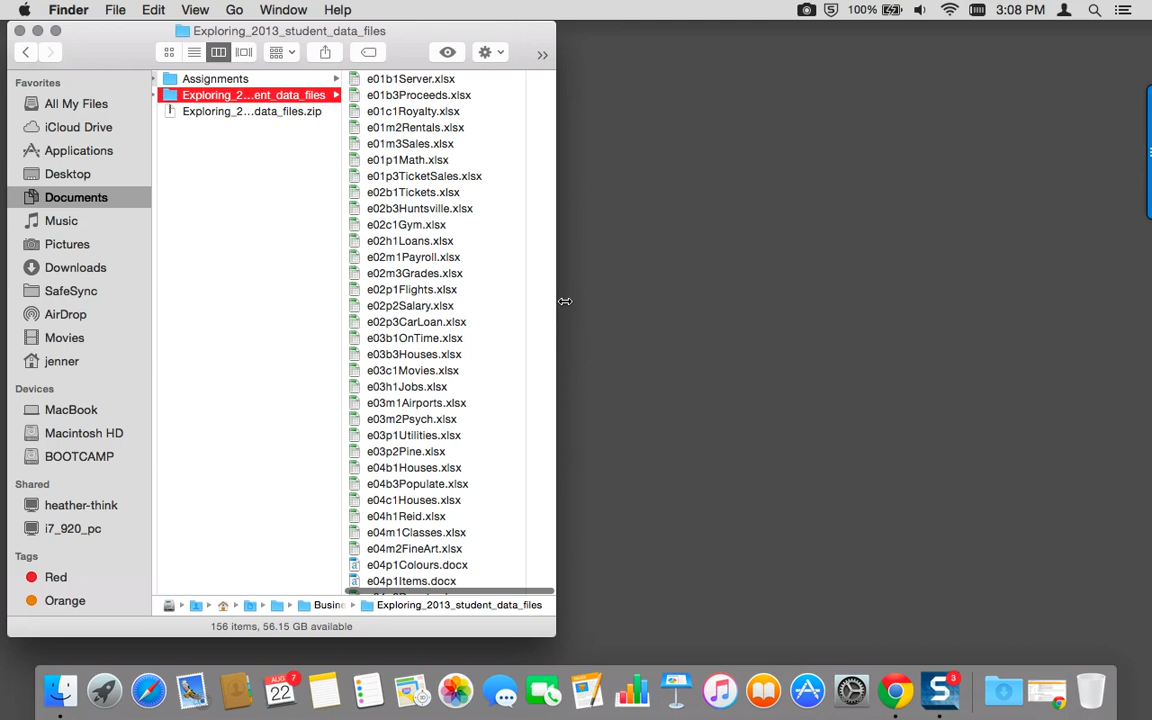 Finder File Edit View Go Window Help 100% 3:08 PM
Exploring_2013_student_data_files
Favorites
All My Files
iCloud Drive
Applications
Desktop
Documents
Music
Pictures
Downloads
SafeSync
AirDrop
Movies
jenner
Devices
MacBook
Macintosh HD
BOOTCAMP
Shared
heather-think
i7_920_pc
Tags
Red
Orange
Assignments
Exploring_2...ent_data_files
Exploring_2...data_files.zip
e01b1Server.xlsx
e01b3Proceeds.xlsx
e01c1Royalty.xlsx
e01m2Rentals.xlsx
e01m3Sales.xlsx
e01p1Math.xlsx
e01p3TicketSales.xlsx
e02b1Tickets.xlsx
e02b3Huntsville.xlsx
e02c1Gym.xlsx
e02h1Loans.xlsx
e02m1Payroll.xlsx
e02m3Grades.xlsx
e02p1Flights.xlsx
e02p2Salary.xlsx
e02p3CarLoan.xlsx
e03b1OnTime.xlsx
e03b3Houses.xlsx
e03c1Movies.xlsx
e03h1Jobs.xlsx
e03m1Airports.xlsx
e03m2Psych.xlsx
e03p1Utilities.xlsx
e03p2Pine.xlsx
e04b1Houses.xlsx
e04b3Populate.xlsx
e04c1Houses.xlsx
e04h1Reid.xlsx
e04m1Classes.xlsx
e04m2FineArt.xlsx
e04p1Colours.docx
e04p1Items.docx
Busine Exploring_2013_student_data_files
156 items, 56.15 GB available
22 7 3